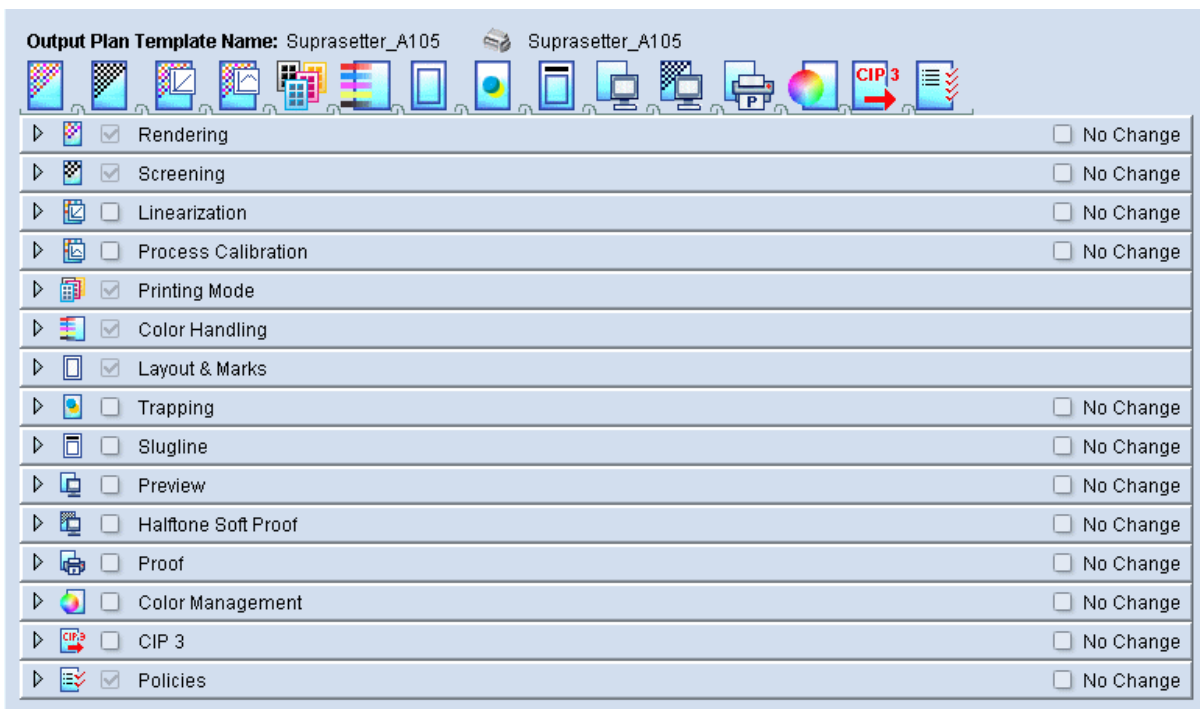 Output Plan Template Name: Suprasetter_A105 Suprasetter_A105
P CIP 3
Rendering No Change
Screening No Change
Linearization No Change
Process Calibration No Change
Printing Mode
Color Handling
Layout & Marks
Trapping No Change
Slugline No Change
Preview No Change
Halftone Soft Proof No Change
Proof No Change
Color Management No Change
CIP 3 CIP 3 No Change
Policies No Change